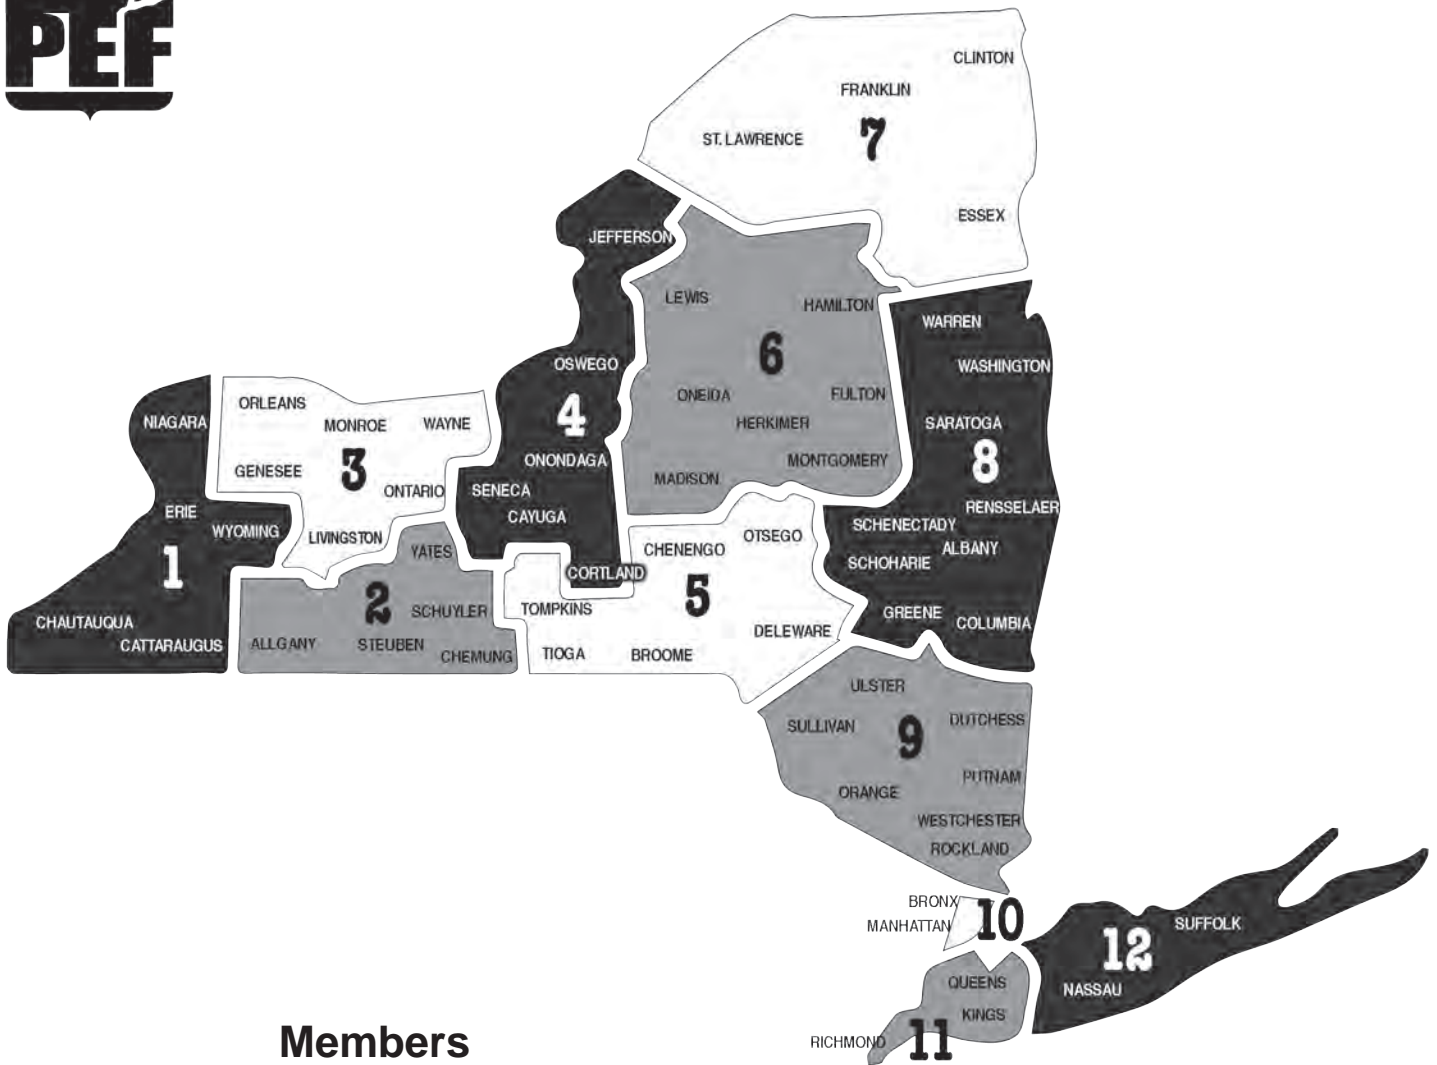 PEF
CLINTON
FRANKLIN
ST. LAWRENCE
7
ESSEX
JEFFERSON
LEWIS
HAMILTON
6
ONEIDA
FULTON
HERKIMER
MONTGOMERY
MADISON
OSWEGO
4
ONONDAGA
SENECA
CAYUGA
CORTLAND
WARREN
WASHINGTON
SARATOGA
8
RENSSELAER
SCHENECTADY
ALBANY
SCHOHARIE
GREENE
COLUMBIA
NIAGARA
ERIE
WYOMING
1
CHAUTAUQUA
CATTARAUGUS
ORLEANS
MONROE
WAYNE
3
GENESEE
ONTARIO
LIVINGSTON
YATES
2
SCHUYLER
ALLGANY
STEUBEN
CHEMUNG
OTSEGO
CHENENGO
5
TOMPKINS
DELEWARE
TIOGA
BROOME
ULSTER
DUTCHESS
SULLIVAN
9
PUTNAM
ORANGE
WESTCHESTER
ROCKLAND
BRONX
MANHATTAN
10
QUEENS
KINGS
RICHMOND
11
SUFFOLK
12
NASSAU
Members